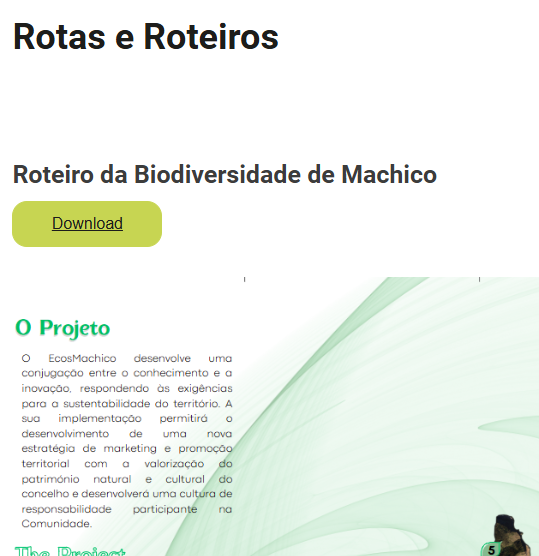 Rotas e Roteiros
Roteiro da Biodiversidade de Machico
Download
O Projeto
O EcosMachico desenvolve uma
conjugação entre o conhecimento e a
inovação, respondendo às exigências
para a sustentabilidade do território. A
sua implementação permitirá o
desenvolvimento de uma nova
estratégia de marketing e promoção
territorial com a valorização do
património natural e cultural do
concelho e desenvolverá uma cultura de
responsabilidade participante na
Comunidade.
The Project
5